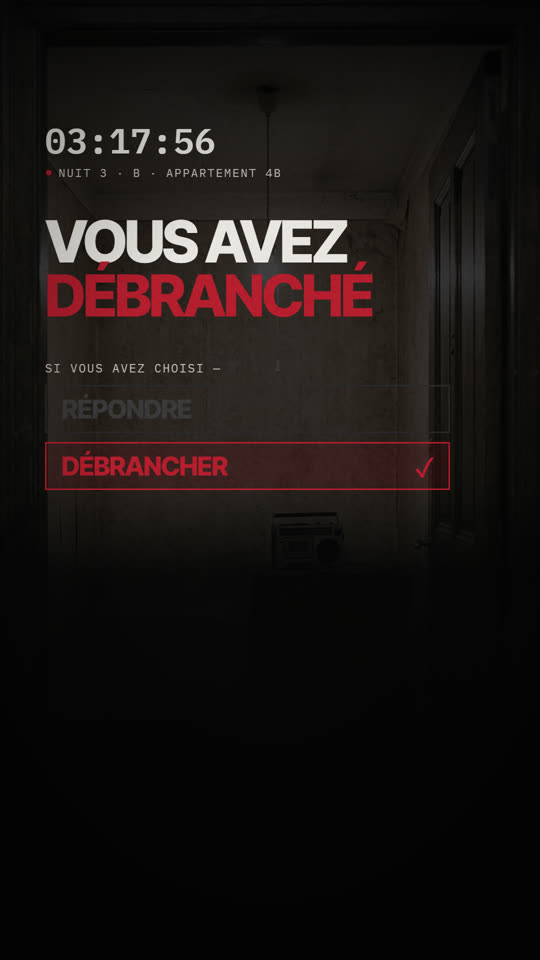 03:17:56
NUIT 3 · B · APPARTEMENT 4B
VOUS AVEZ
DÉBRANCHÉ
SI VOUS AVEZ CHOISI —
RÉPONDRE
DÉBRANCHER ✓